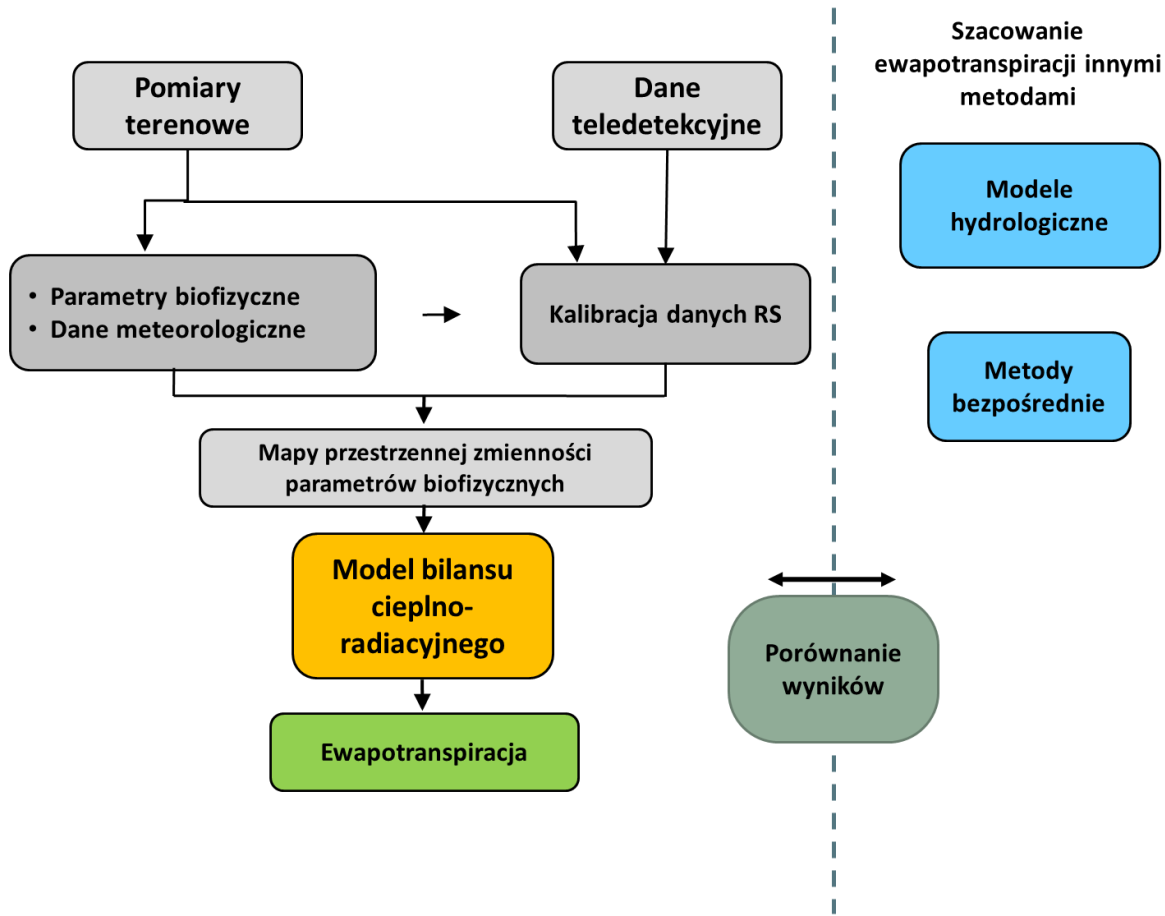 Pomiary
terenowe
Dane
teledetekcyjne
• Parametry biofizyczne
• Dane meteorologiczne
Kalibracja danych RS
Mapy przestrzennej zmienności
parametrów biofizycznych
Model bilansu
cieplno-
radiacyjnego
Ewapotranspiracja
Szacowanie
ewapotranspiracji innymi
metodami
Modele
hydrologiczne
Metody
bezpośrednie
Porównanie
wyników